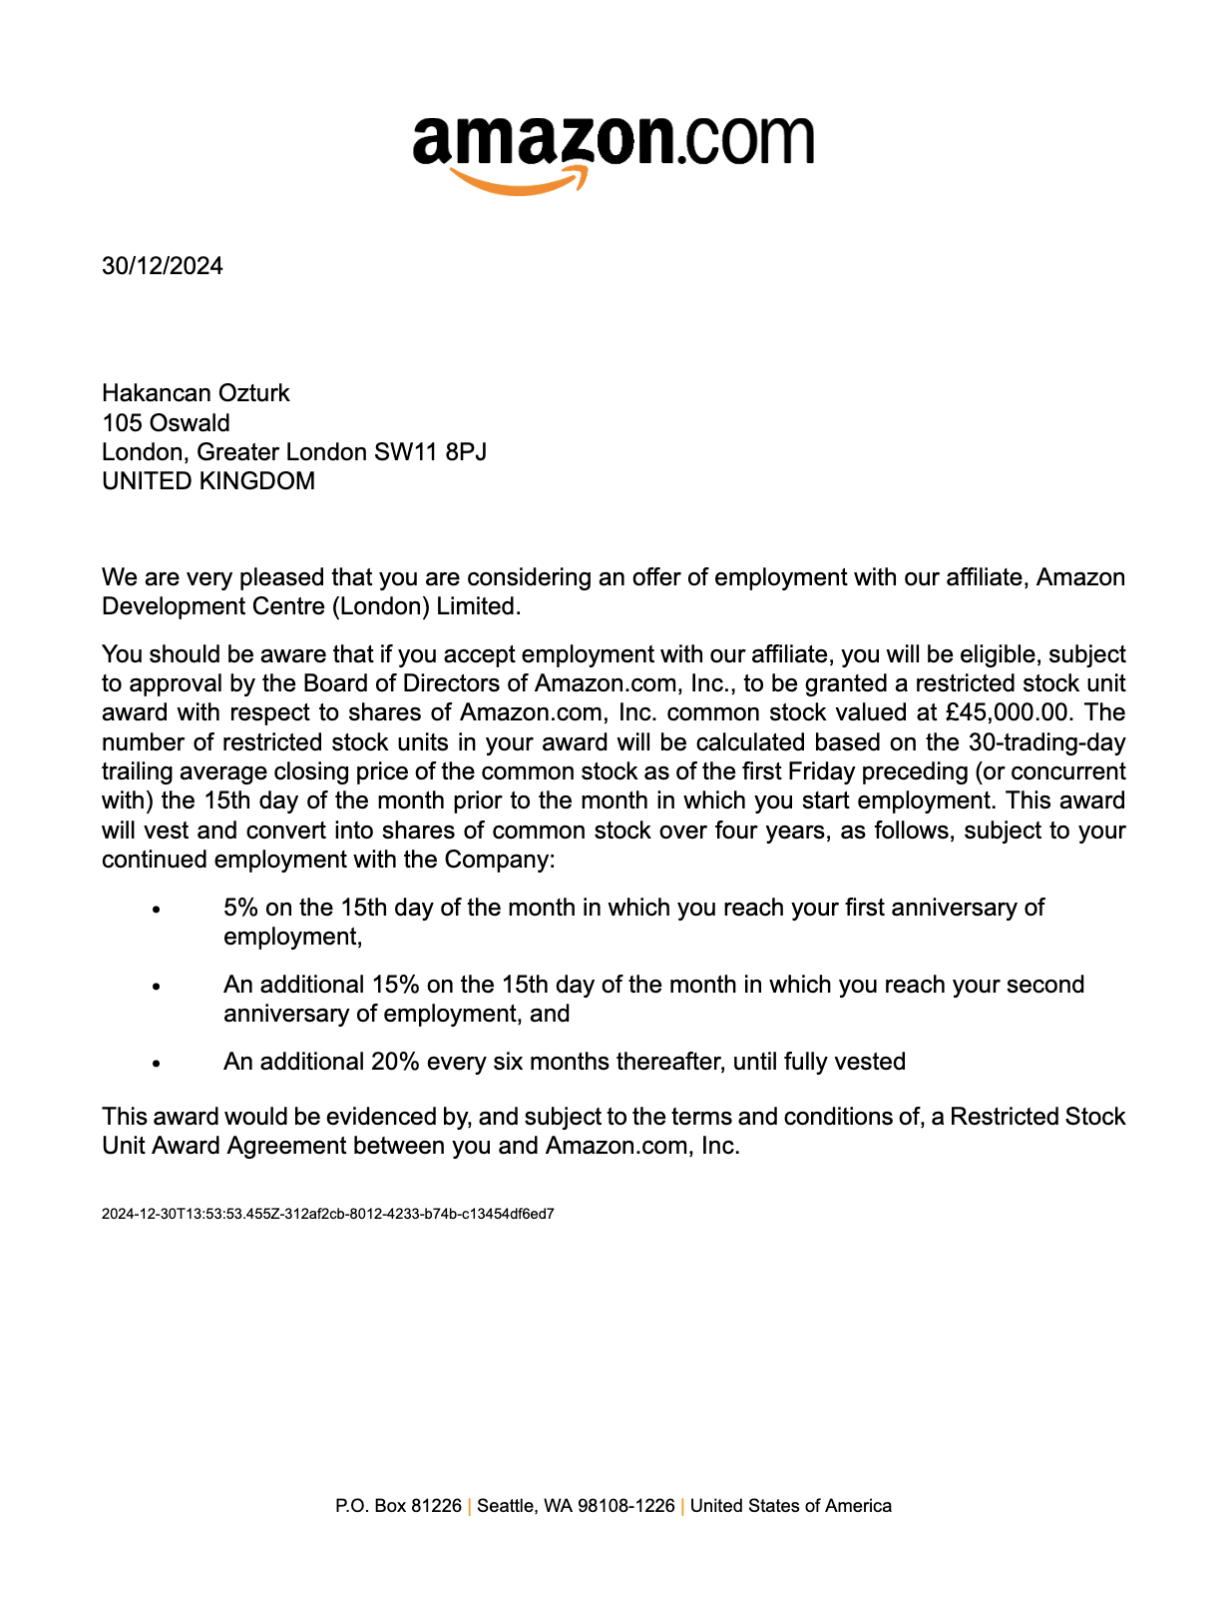 amazon.com
30/12/2024
Hakancan Ozturk
105 Oswald
London, Greater London SW11 8PJ
UNITED KINGDOM
We are very pleased that you are considering an offer of employment with our affiliate, Amazon
Development Centre (London) Limited.
You should be aware that if you accept employment with our affiliate, you will be eligible, subject
to approval by the Board of Directors of Amazon.com, Inc., to be granted a restricted stock unit
award with respect to shares of Amazon.com, Inc. common stock valued at £45,000.00. The
number of restricted stock units in your award will be calculated based on the 30-trading-day
trailing average closing price of the common stock as of the first Friday preceding (or concurrent
with) the 15th day of the month prior to the month in which you start employment. This award
will vest and convert into shares of common stock over four years, as follows, subject to your
continued employment with the Company:
• 5% on the 15th day of the month in which you reach your first anniversary of
employment,
• An additional 15% on the 15th day of the month in which you reach your second
anniversary of employment, and
• An additional 20% every six months thereafter, until fully vested
This award would be evidenced by, and subject to the terms and conditions of, a Restricted Stock
Unit Award Agreement between you and Amazon.com, Inc.
2024-12-30T13:53:53.455Z-312af2cb-8012-4233-b74b-c13454df6ed7
P.O. Box 81226 | Seattle, WA 98108-1226 | United States of America